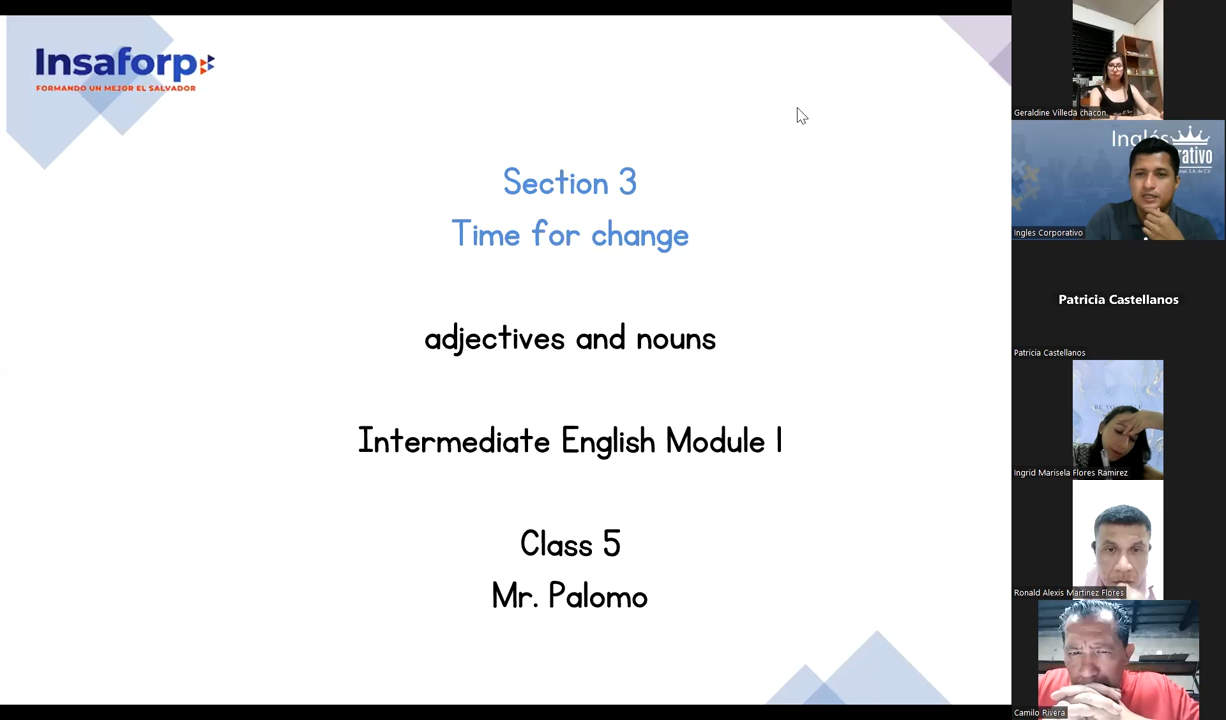 Insaforp
FORMANDO UN MEJOR EL SALVADOR
Section 3
Time for change
adjectives and nouns
Intermediate English Module 1
Class 5
Mr. Palomo
Geraldine Villeda chacon
Inglés
rativo
Ingles Corporativo
Patricia Castellanos
Patricia Castellanos
Ingrid Marisela Flores Ramirez
Ronald Alexis Martinez Flores
Camilo Rivera